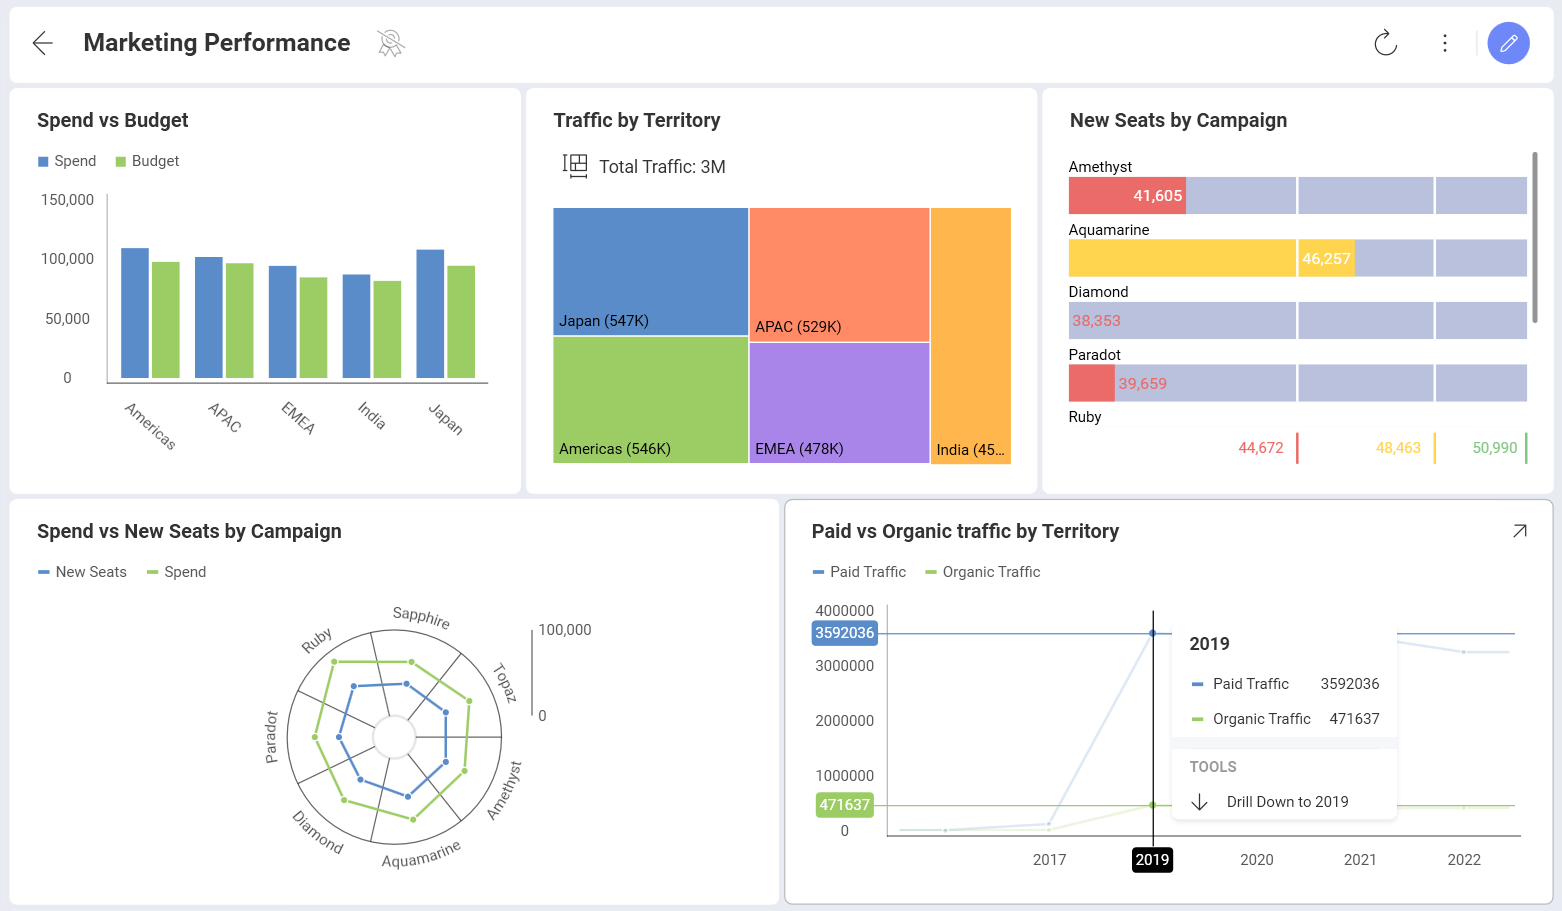 Marketing Performance
Spend vs Budget
Spend
Budget
150,000
100,000
50,000
0
Americas
APAC
EMEA
India
Japan
Traffic by Territory
Total Traffic: 3M
Japan (547K)
APAC (529K)
Americas (546K)
EMEA (478K)
India (45...
New Seats by Campaign
Amethyst
41,605
Aquamarine
46,257
Diamond
38,353
Paradot
39,659
Ruby
44,672
48,463
50,990
Spend vs New Seats by Campaign
New Seats
Spend
Sapphire
Ruby
Topaz
Paradot
Amethyst
Diamond
Aquamarine
100,000
0
Paid vs Organic traffic by Territory
Paid Traffic
Organic Traffic
4000000
3592036
3000000
2000000
1000000
471637
0
2017
2019
2020
2021
2022
2019
Paid Traffic 3592036
Organic Traffic 471637
TOOLS
Drill Down to 2019